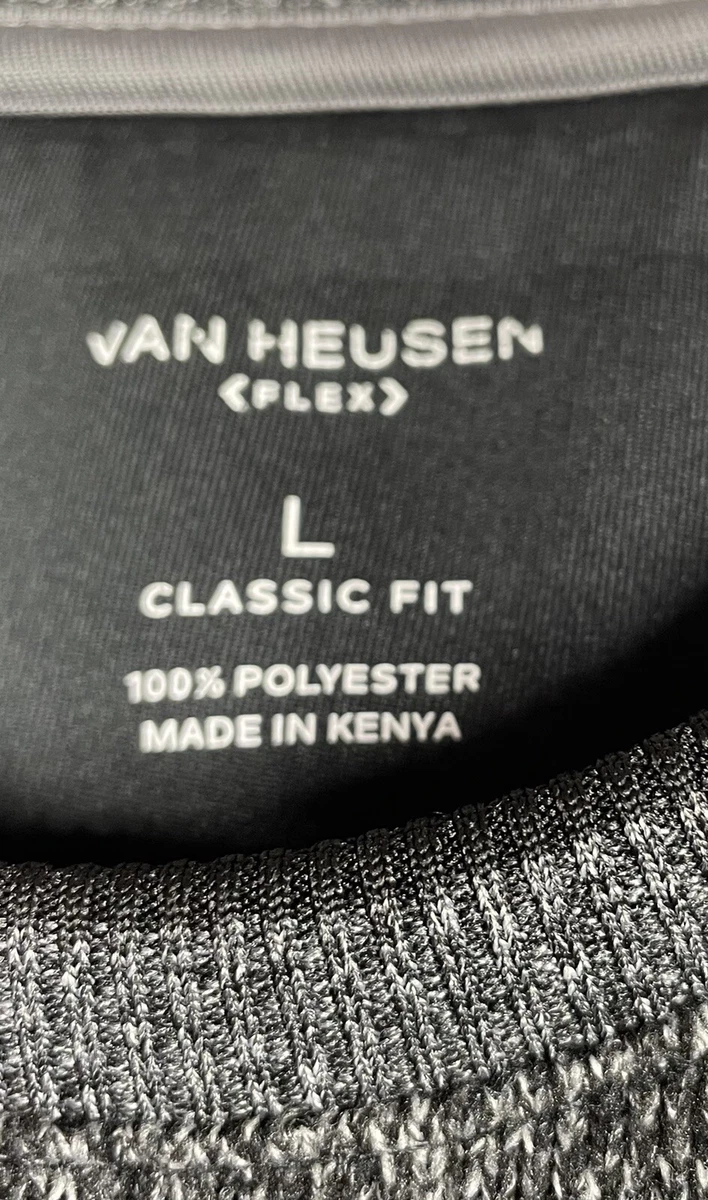 VAN HEUSEN
<FLEX>
L
CLASSIC FIT
100% POLYESTER
MADE IN KENYA